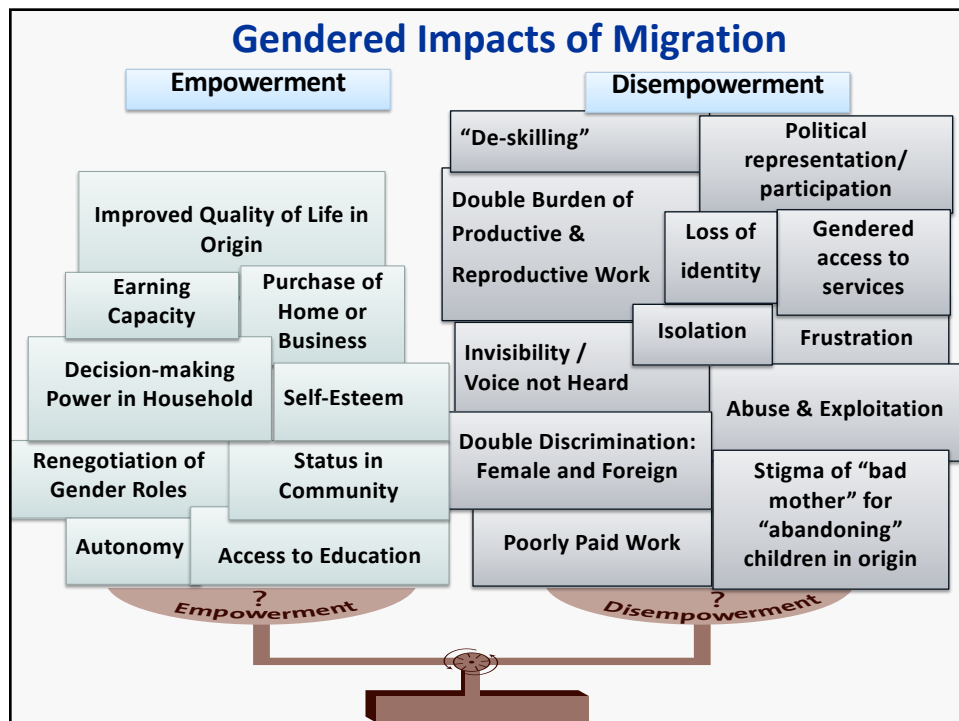 Gendered Impacts of Migration
Empowerment
Improved Quality of Life in
Origin
Earning
Capacity
Purchase of
Home or
Business
Decision-making
Power in Household
Self-Esteem
Renegotiation of
Gender Roles
Status in
Community
Autonomy
Access to Education
?
Empowerment
Disempowerment
“De-skilling”
Political
representation/
participation
Double Burden of
Productive &
Reproductive Work
Loss of
identity
Gendered
access to
services
Isolation
Frustration
Invisibility /
Voice not Heard
Abuse & Exploitation
Double Discrimination:
Female and Foreign
Stigma of “bad
mother” for
“abandoning”
children in origin
Poorly Paid Work
?
Disempowerment